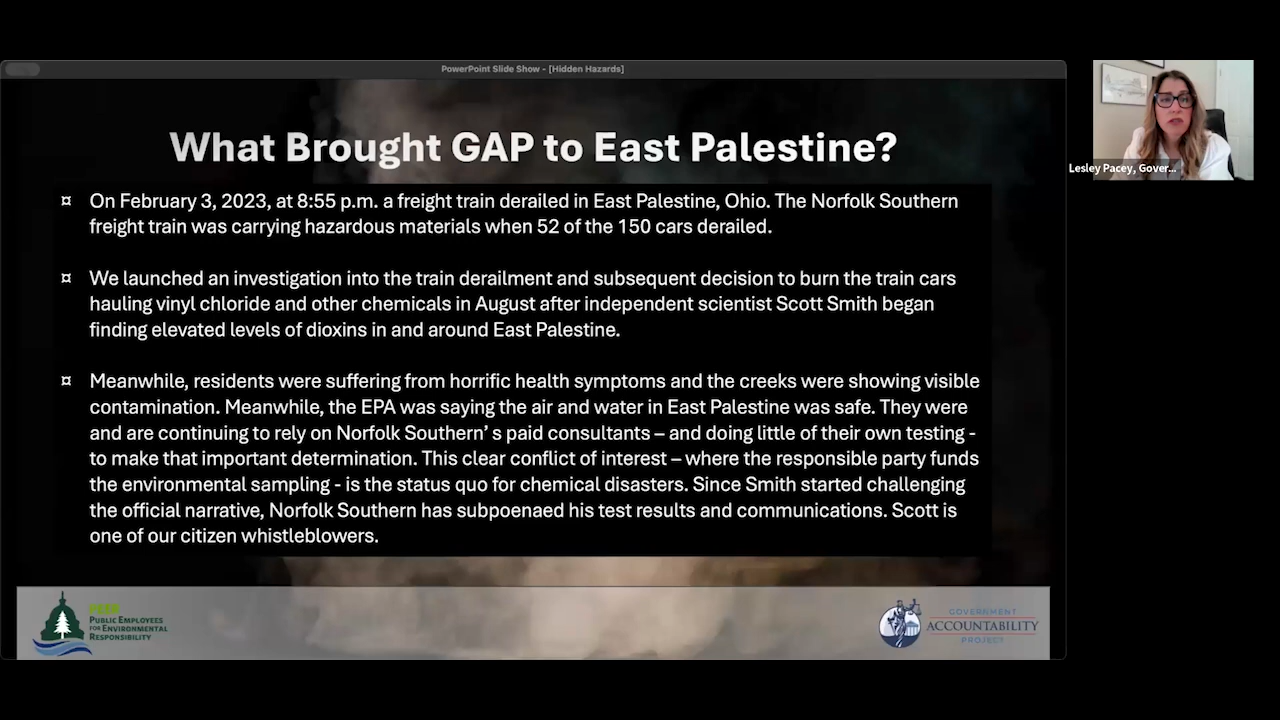 PowerPoint Slide Show - [Hidden Hazards]
What Brought GAP to East Palestine?
¤ On February 3, 2023, at 8:55 p.m. a freight train derailed in East Palestine, Ohio. The Norfolk Southern
freight train was carrying hazardous materials when 52 of the 150 cars derailed.
¤ We launched an investigation into the train derailment and subsequent decision to burn the train cars
hauling vinyl chloride and other chemicals in August after independent scientist Scott Smith began
finding elevated levels of dioxins in and around East Palestine.
¤ Meanwhile, residents were suffering from horrific health symptoms and the creeks were showing visible
contamination. Meanwhile, the EPA was saying the air and water in East Palestine was safe. They were
and are continuing to rely on Norfolk Southern’ s paid consultants – and doing little of their own testing -
to make that important determination. This clear conflict of interest – where the responsible party funds
the environmental sampling - is the status quo for chemical disasters. Since Smith started challenging
the official narrative, Norfolk Southern has subpoenaed his test results and communications. Scott is
one of our citizen whistleblowers.
PEER
PUBLIC EMPLOYEES
FOR ENVIRONMENTAL
RESPONSIBILITY
GOVERNMENT
ACCOUNTABILITY
PROJECT
Lesley Pacey, Gover...